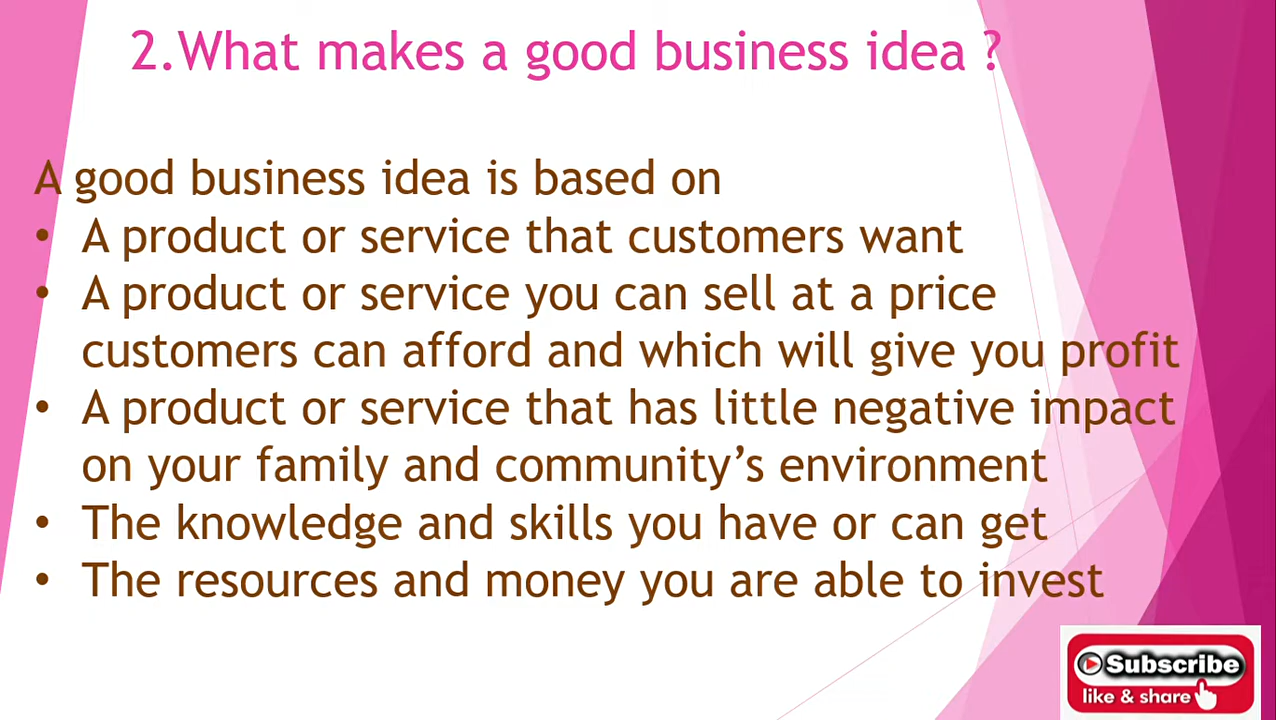 2.What makes a good business idea ?
A good business idea is based on
• A product or service that customers want
• A product or service you can sell at a price
customers can afford and which will give you profit
• A product or service that has little negative impact
on your family and community’s environment
• The knowledge and skills you have or can get
• The resources and money you are able to invest
Subscribe
like & share